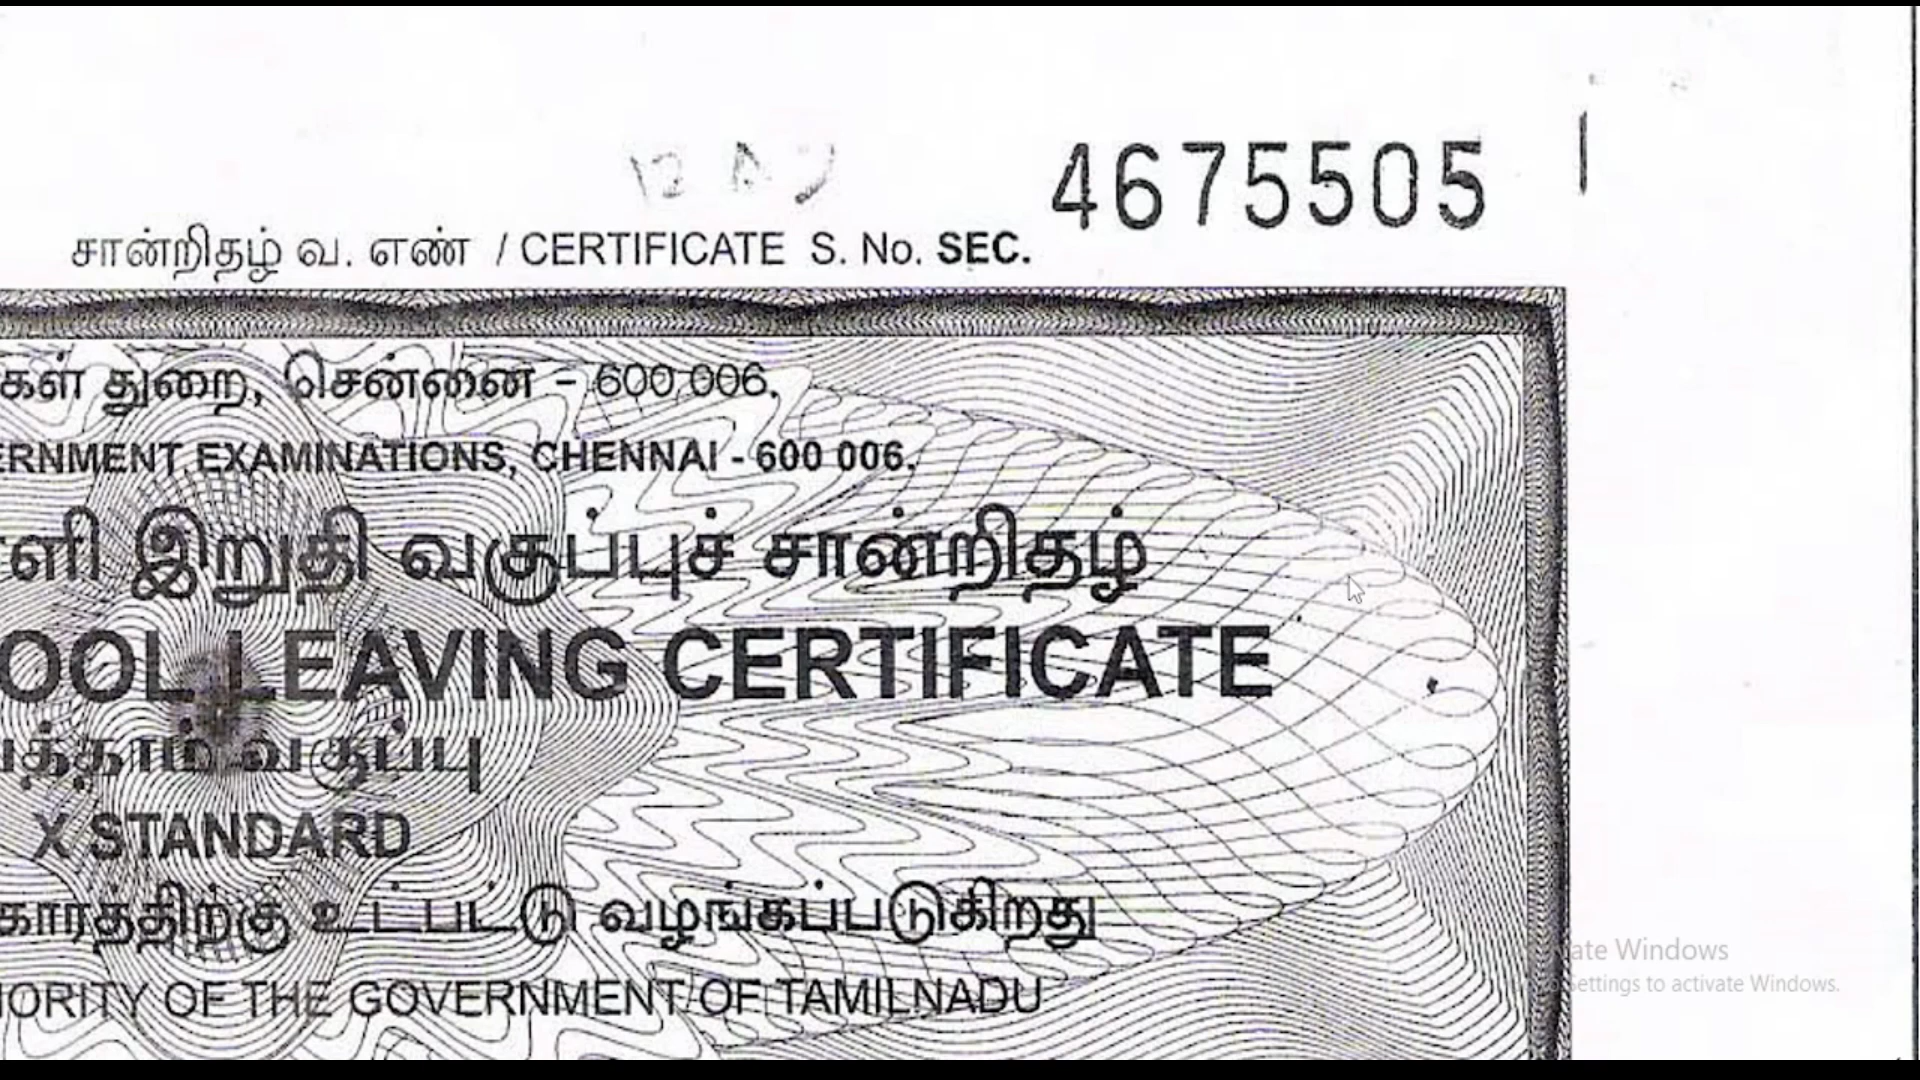 4675505
சான்றிதழ் வ. எண் / CERTIFICATE S. No. SEC.
கள் துறை, சென்னை – 600 006.
ERNMENT EXAMINATIONS, CHENNAI - 600 006.
ளி இறுதி வகுப்புச் சான்றிதழ்
OOL LEAVING CERTIFICATE
த்தாம் வகுப்பு
X STANDARD
காரத்திற்கு உட்பட்டு வழங்கப்படுகிறது
HORITY OF THE GOVERNMENT OF TAMILNADU
ate Windows
Settings to activate Windows.